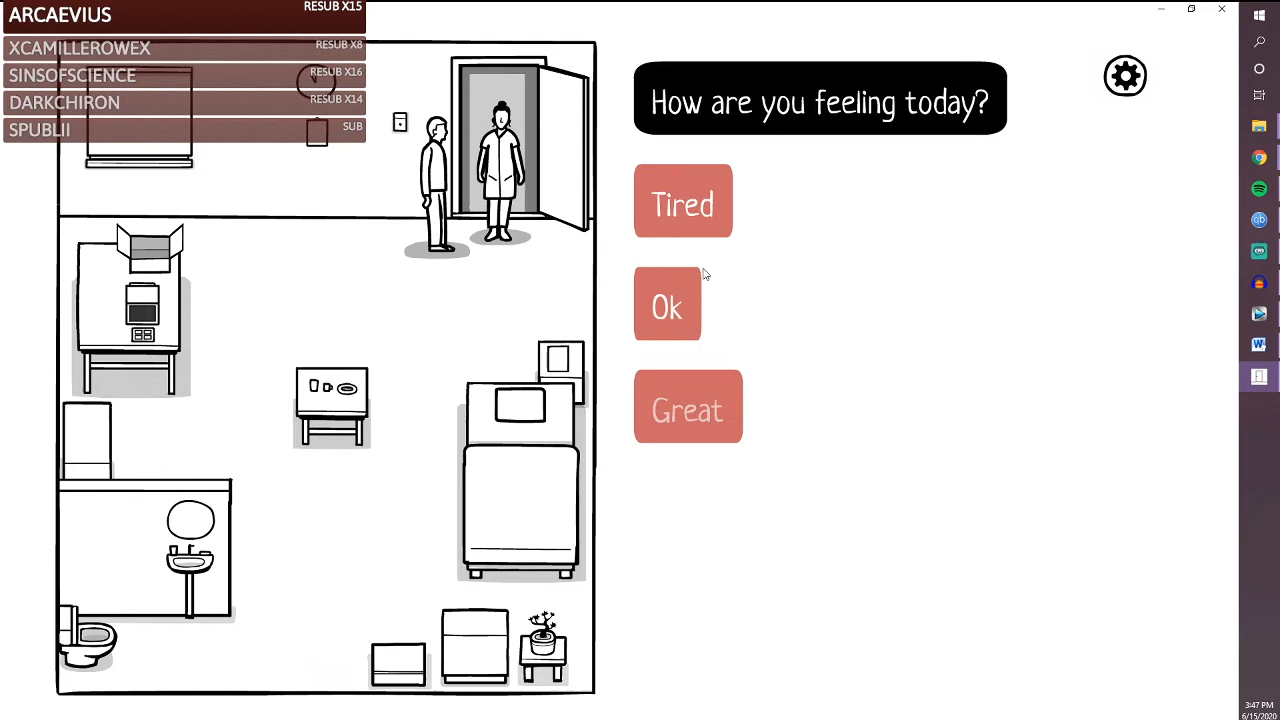 ARCAEVIUS RESUB X15
XCAMILLEROWEX RESUB X8
SINSOFSCIENCE RESUB X16
DARKCHIRON RESUB X14
SPUBLII SUB
How are you feeling today?
Tired
Ok
Great
3:47 PM
6/15/2020